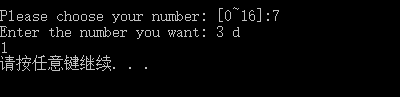 Please choose your number: [0~16]:7
Enter the number you want: 3 d
1
请按任意键继续. . .